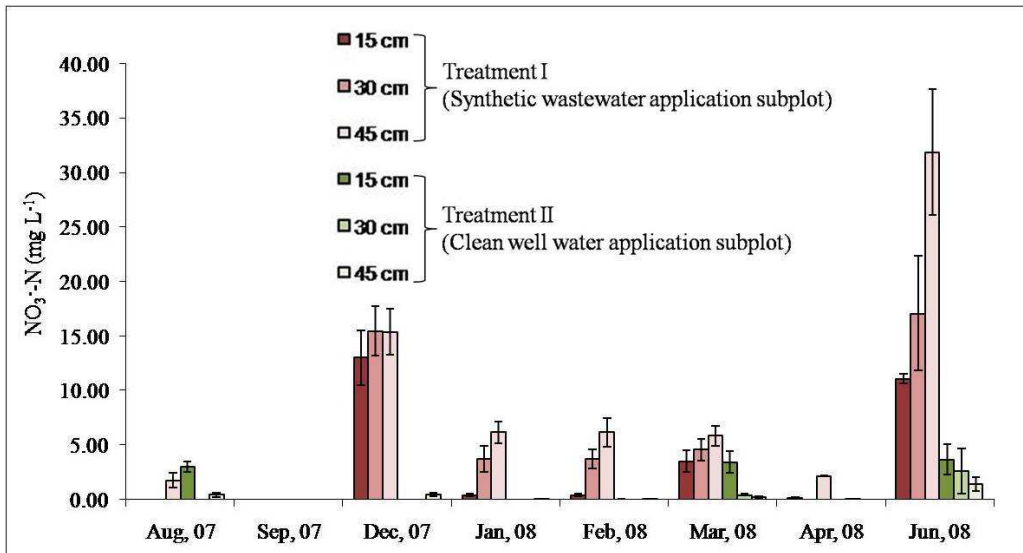 40.00
35.00
30.00
25.00
20.00
15.00
10.00
5.00
0.00
NO₃⁻-N (mg L⁻¹)
15 cm
30 cm
45 cm
Treatment I
(Synthetic wastewater application subplot)
15 cm
30 cm
45 cm
Treatment II
(Clean well water application subplot)
Aug, 07 Sep, 07 Dec, 07 Jan, 08 Feb, 08 Mar, 08 Apr, 08 Jun, 08